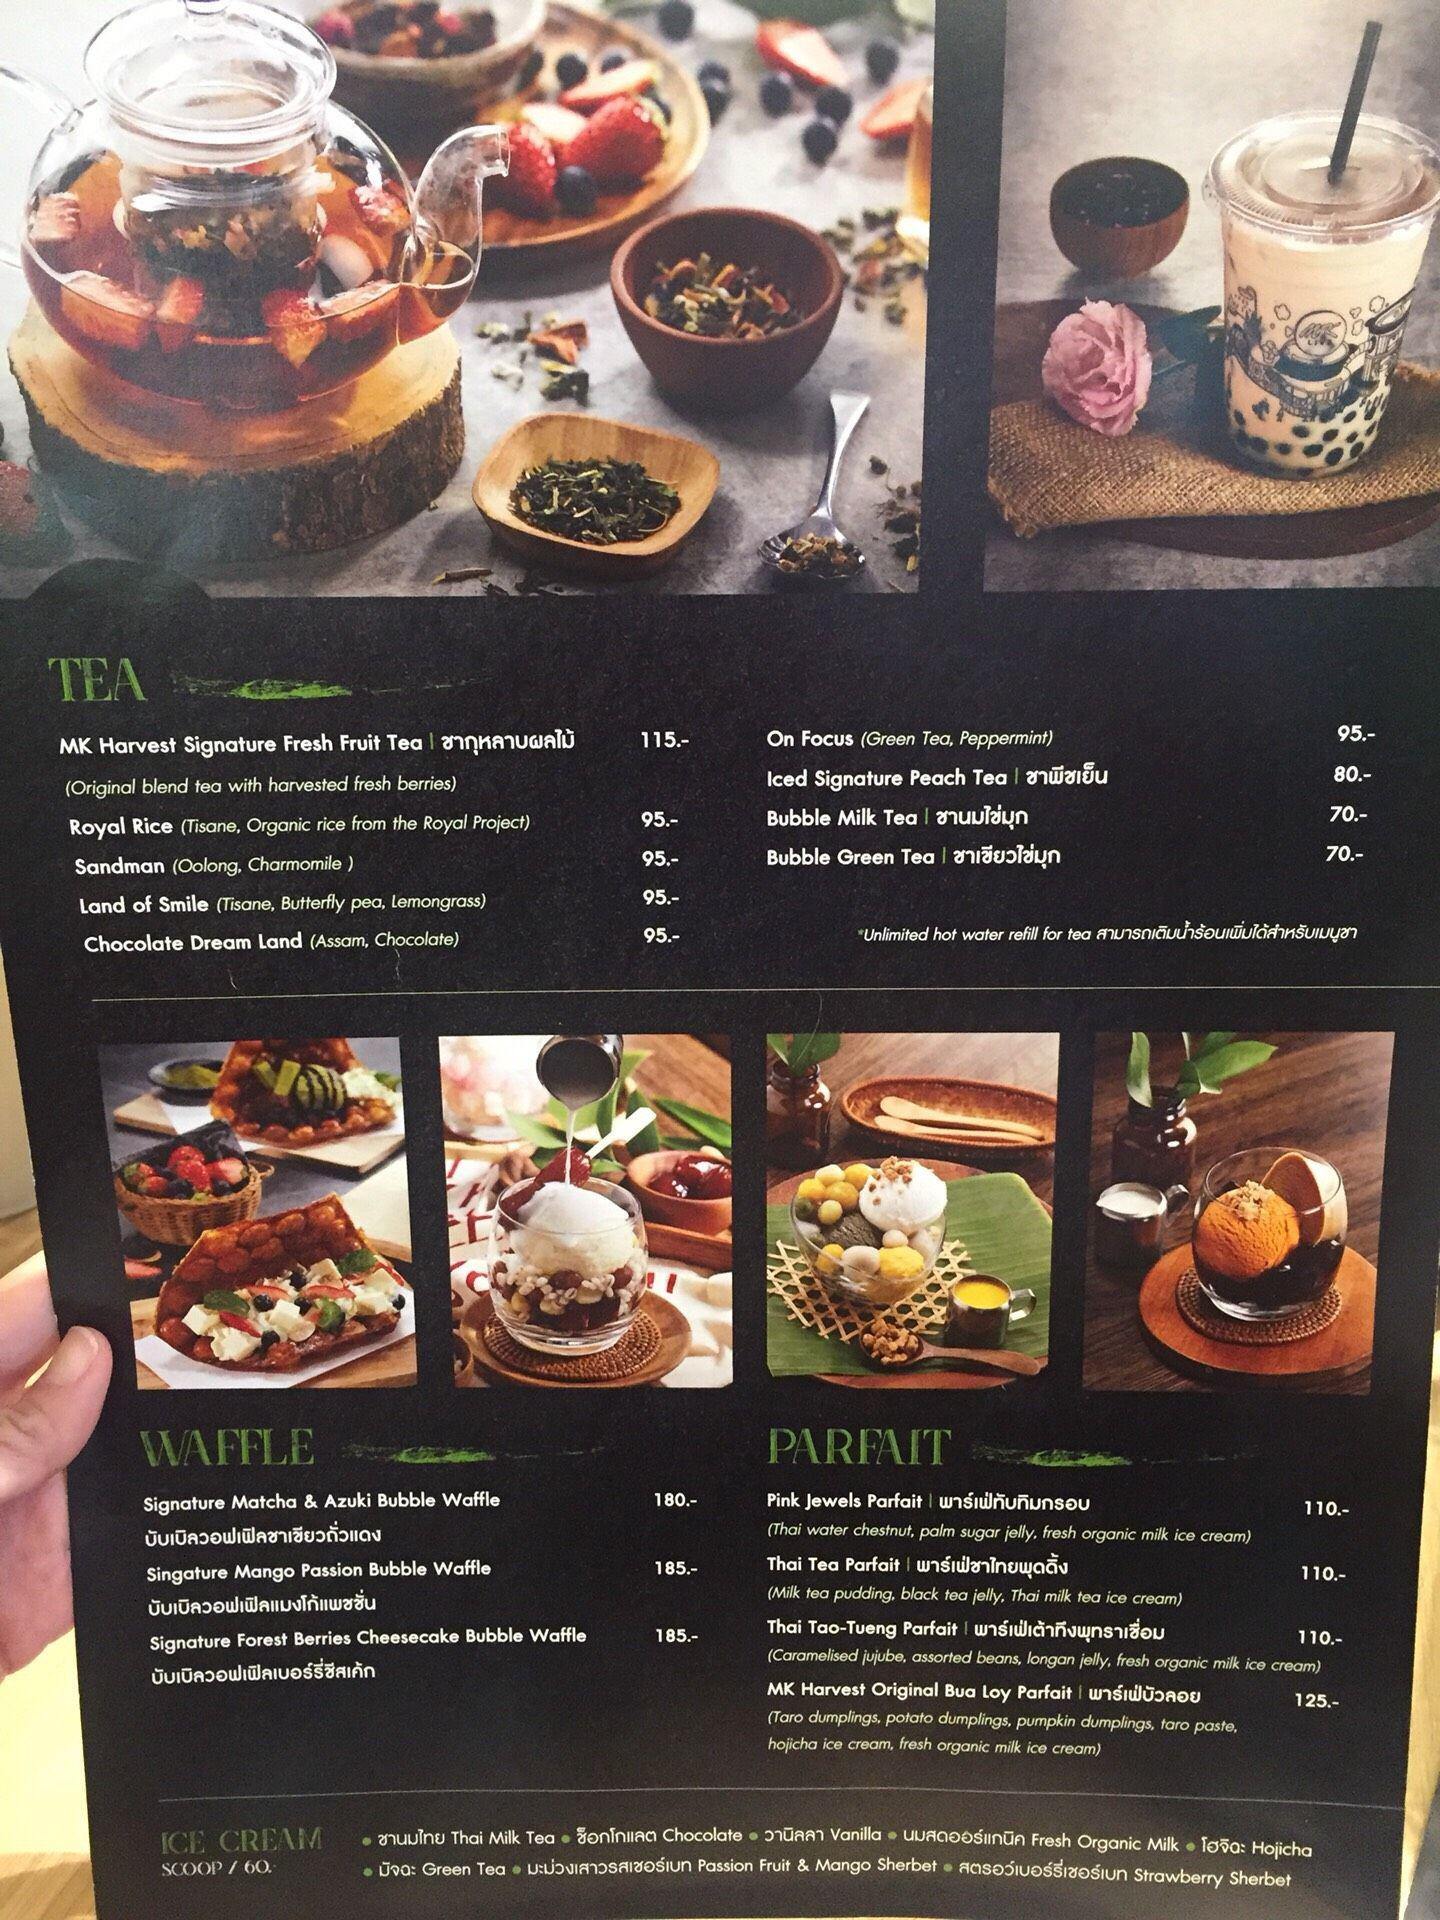 TEA
MK Harvest Signature Fresh Fruit Tea | ชากุหลาบผลไม้ 115.-
(Original blend tea with harvested fresh berries)
Royal Rice (Tisane, Organic rice from the Royal Project) 95.-
Sandman (Oolong, Charmomile ) 95.-
Land of Smile (Tisane, Butterfly pea, Lemongrass) 95.-
Chocolate Dream Land (Assam, Chocolate) 95.-
On Focus (Green Tea, Peppermint) 95.-
Iced Signature Peach Tea | ชาพีชเย็น 80.-
Bubble Milk Tea | ชานมไข่มุก 70.-
Bubble Green Tea | ชาเขียวไข่มุก 70.-
*Unlimited hot water refill for tea สามารถเติมน้ำร้อนเพิ่มได้สำหรับเมนูชา
WAFFLE
Signature Matcha & Azuki Bubble Waffle 180.-
บับเบิลวอฟเฟิลชาเขียวถั่วแดง
Singature Mango Passion Bubble Waffle 185.-
บับเบิลวอฟเฟิลแมงโก้แพชชั่น
Signature Forest Berries Cheesecake Bubble Waffle 185.-
บับเบิลวอฟเฟิลเบอร์รี่ชีสเค้ก
PARFAIT
Pink Jewels Parfait | พาร์เฟ่ทับทิมกรอบ 110.-
(Thai water chestnut, palm sugar jelly, fresh organic milk ice cream)
Thai Tea Parfait | พาร์เฟ่ชาไทยพุดดิ้ง 110.-
(Milk tea pudding, black tea jelly, Thai milk tea ice cream)
Thai Tao-Tueng Parfait | พาร์เฟ่เต้าทึงพุทราเชื่อม 110.-
(Caramelised jujube, assorted beans, longan jelly, fresh organic milk ice cream)
MK Harvest Original Bua Loy Parfait | พาร์เฟ่บัวลอย 125.-
(Taro dumplings, potato dumplings, pumpkin dumplings, taro paste,
hojicha ice cream, fresh organic milk ice cream)
ICE CREAM
SCOOP / 60.-
• ชานมไทย Thai Milk Tea • ช็อกโกแลต Chocolate • วานิลลา Vanilla • นมสดออร์แกนิค Fresh Organic Milk • โฮจิฉะ Hojicha
• มัจฉะ Green Tea • มะม่วงเสาวรสเชอร์เบท Passion Fruit & Mango Sherbet • สตรอว์เบอร์รี่เชอร์เบท Strawberry Sherbet